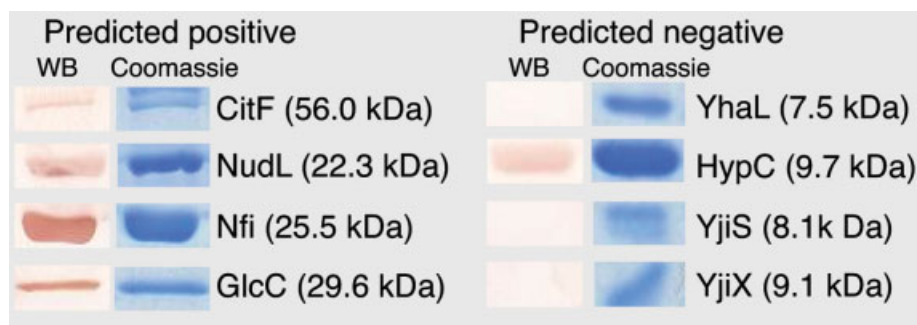 Predicted positive
WB Coomassie
CitF (56.0 kDa)
NudL (22.3 kDa)
Nfi (25.5 kDa)
GlcC (29.6 kDa)
Predicted negative
WB Coomassie
YhaL (7.5 kDa)
HypC (9.7 kDa)
YjiS (8.1k Da)
YjiX (9.1 kDa)